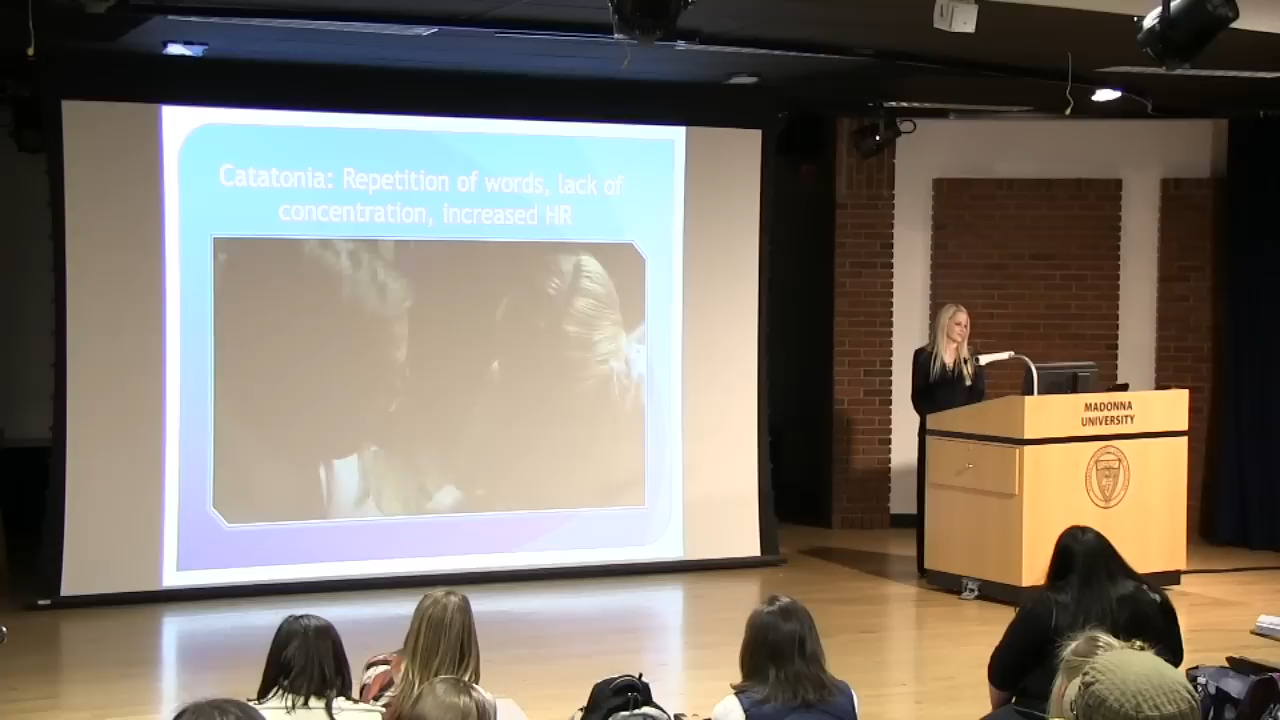 Catatonia: Repetition of words, lack of
concentration, increased HR
MADONNA
UNIVERSITY